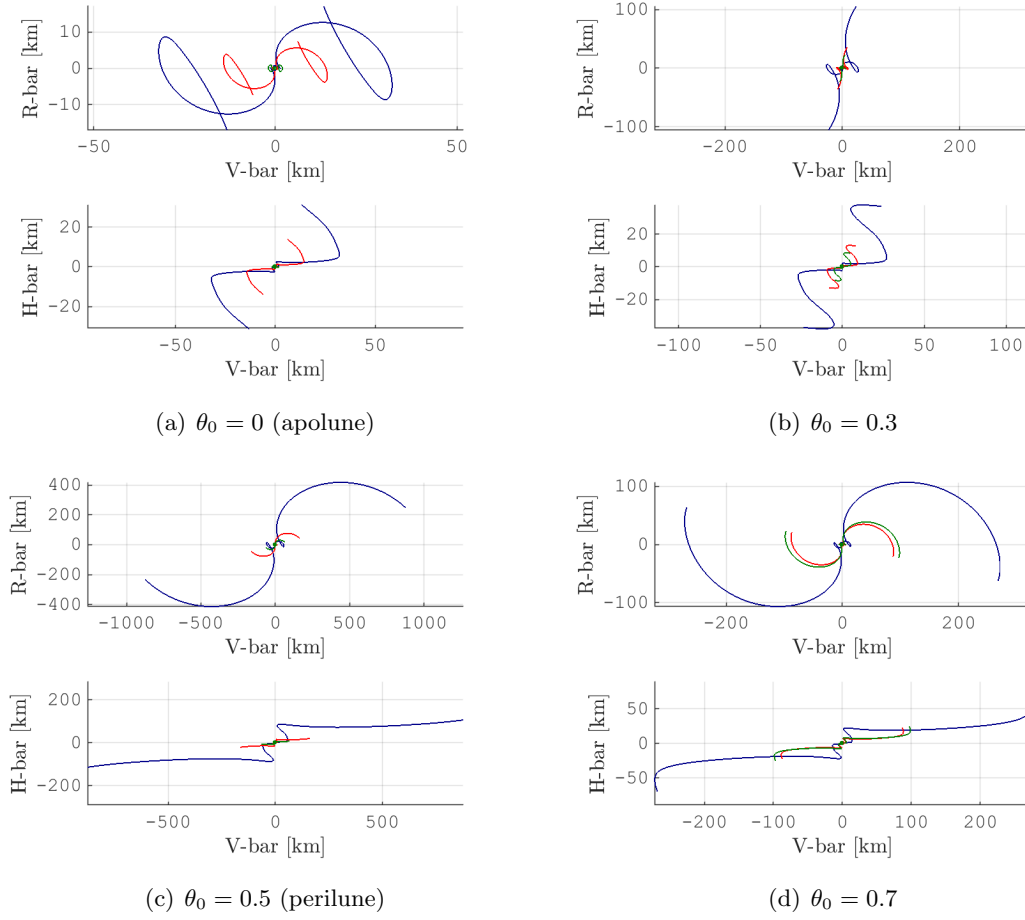 R-bar [km]
10
0
−10
−50
0
50
V-bar [km]
H-bar [km]
20
0
−20
−50
0
50
V-bar [km]
(a) θ₀ = 0 (apolune)
R-bar [km]
100
0
−100
−200
0
200
V-bar [km]
H-bar [km]
20
0
−20
−100
−50
0
50
100
V-bar [km]
(b) θ₀ = 0.3
R-bar [km]
400
200
0
−200
−400
−1000
−500
0
500
1000
V-bar [km]
H-bar [km]
200
0
−200
−500
0
500
V-bar [km]
(c) θ₀ = 0.5 (perilune)
R-bar [km]
100
0
−100
−200
0
200
V-bar [km]
H-bar [km]
50
0
−50
−200
−100
0
100
200
V-bar [km]
(d) θ₀ = 0.7